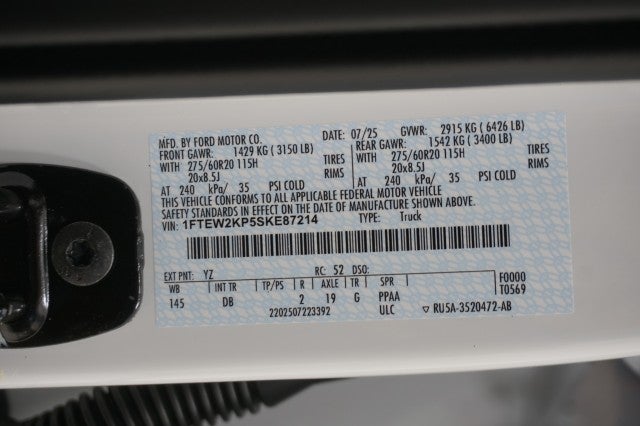 MFD. BY FORD MOTOR CO. DATE: 07/25 GVWR: 2915 KG ( 6426 LB)
FRONT GAWR: 1429 KG ( 3150 LB) REAR GAWR: 1542 KG ( 3400 LB)
WITH 275/60R20 115H TIRES WITH 275/60R20 115H TIRES
20x8.5J RIMS 20x8.5J RIMS
AT 240 kPa/ 35 PSI COLD AT 240 kPa/ 35 PSI COLD
THIS VEHICLE CONFORMS TO ALL APPLICABLE FEDERAL MOTOR VEHICLE
SAFETY AND THEFT PREVENTION STANDARDS IN EFFECT ON THE DATE OF MANUFACTURE SHOWN ABOVE.
VIN: 1FTEW2KP5SKE87214 TYPE: Truck
EXT PNT: YZ RC: 52 DSO:
WB INT TR TP/PS R AXLE TR SPR F0000
145 DB 2 19 G PPAA T0569
2202507223392 ULC ▽ RU5A-3520472-AB